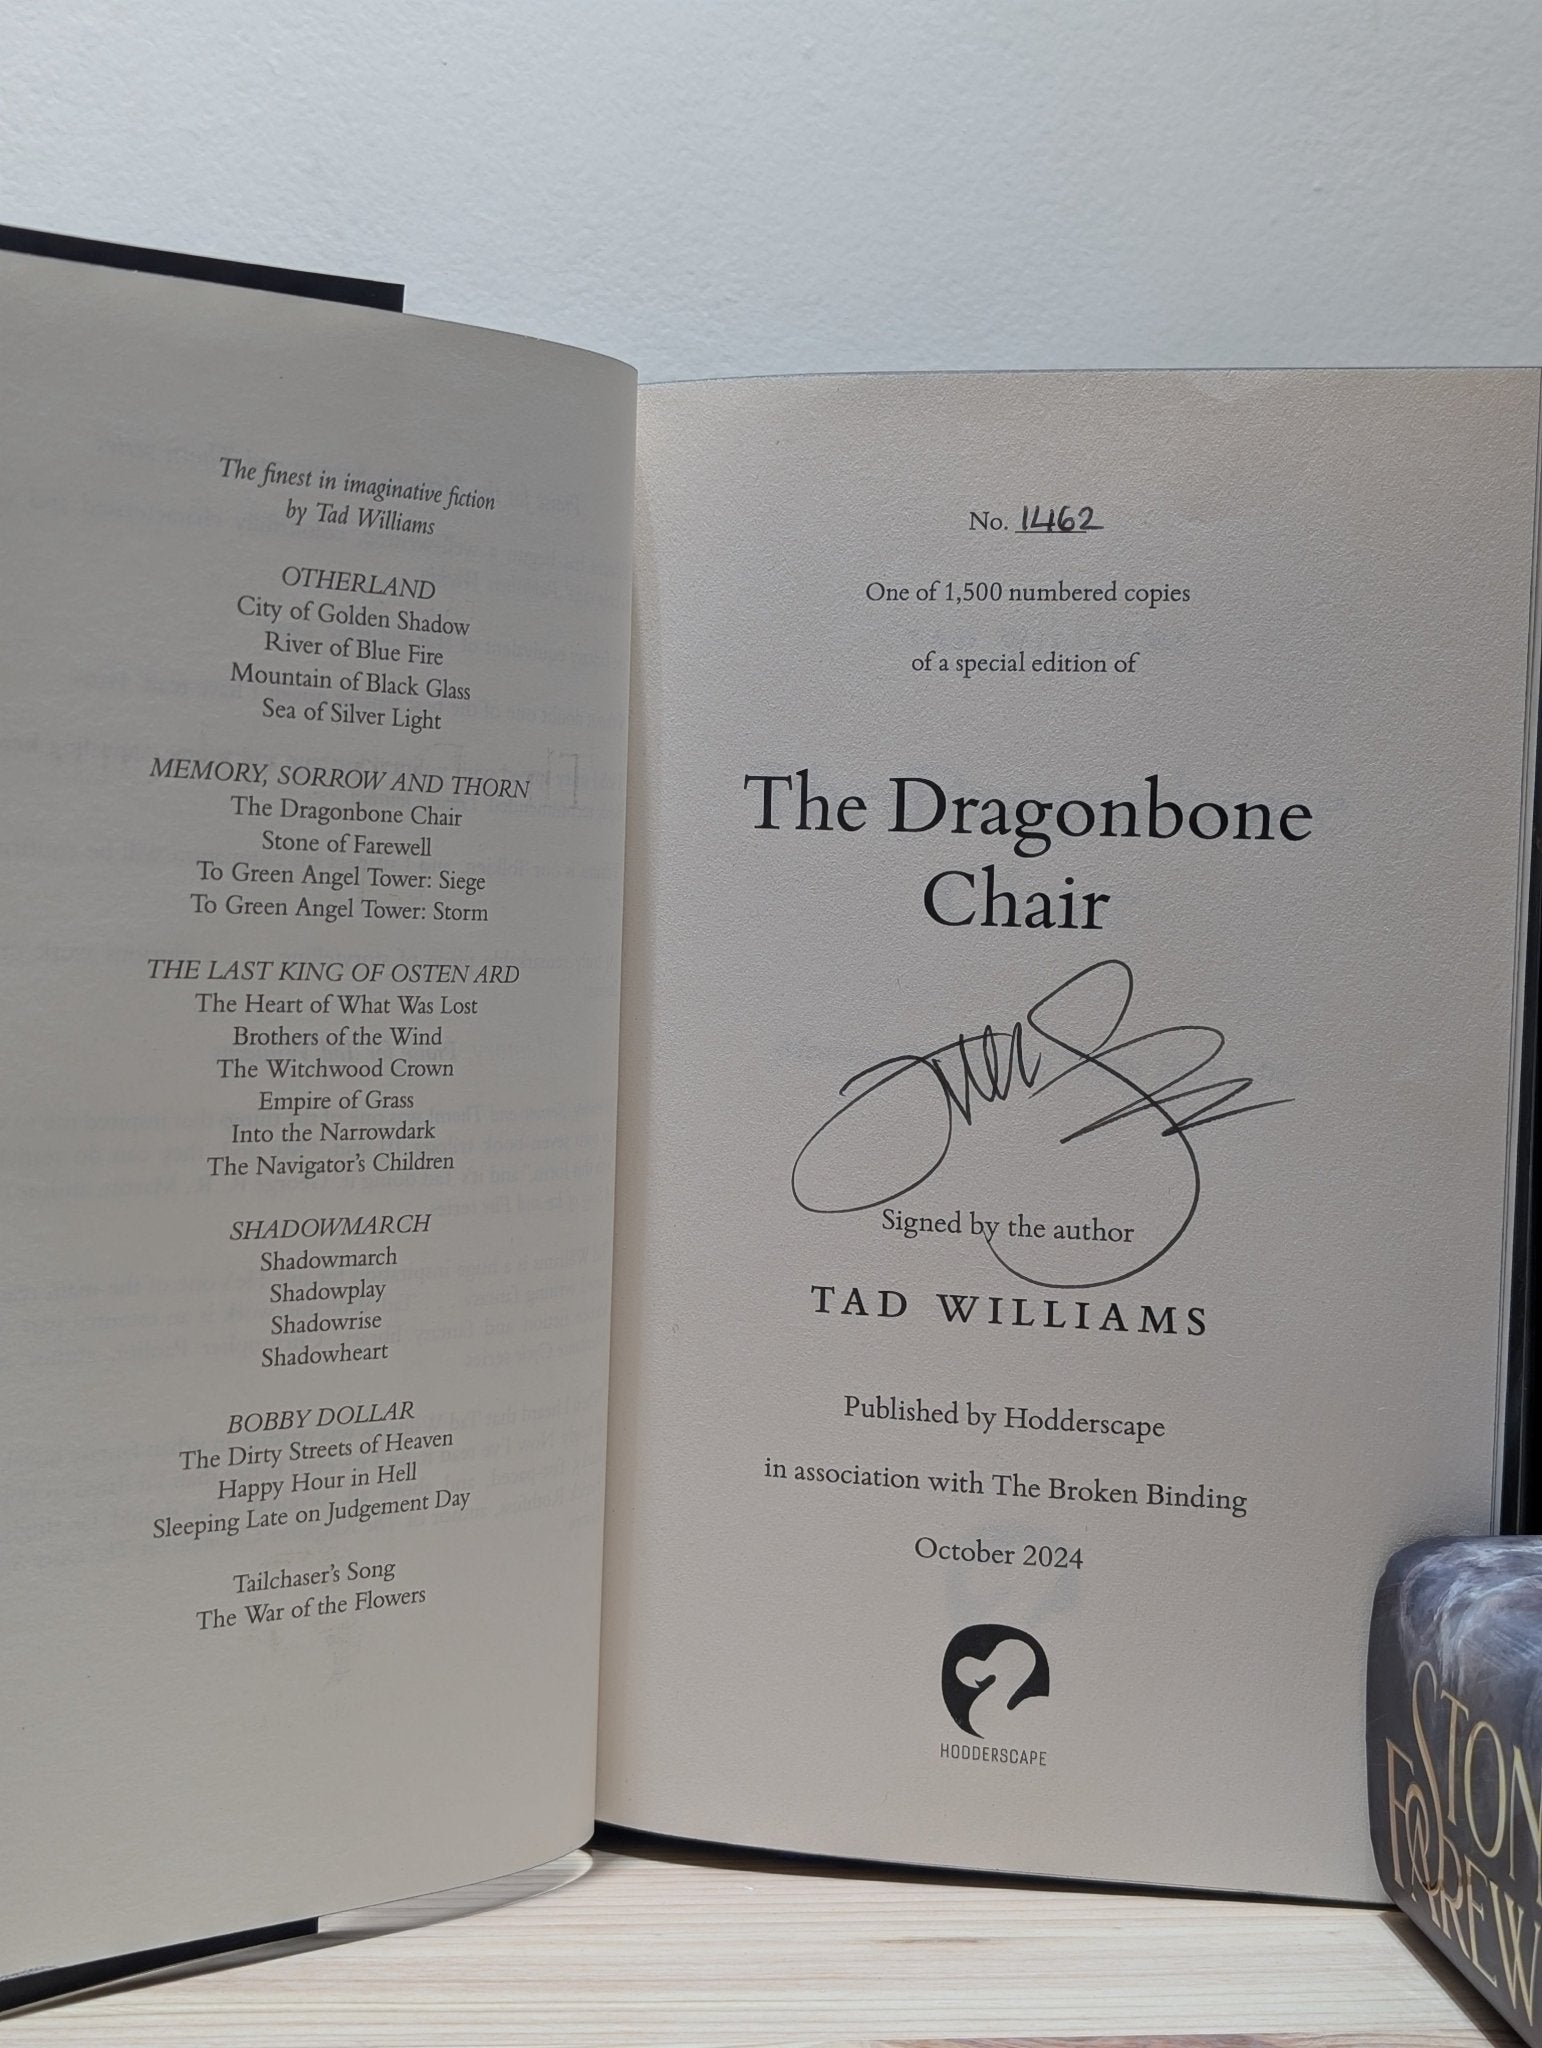 The finest in imaginative fiction
by Tad Williams
OTHERLAND
City of Golden Shadow
River of Blue Fire
Mountain of Black Glass
Sea of Silver Light
MEMORY, SORROW AND THORN
The Dragonbone Chair
Stone of Farewell
To Green Angel Tower: Siege
To Green Angel Tower: Storm
THE LAST KING OF OSTEN ARD
The Heart of What Was Lost
Brothers of the Wind
The Witchwood Crown
Empire of Grass
Into the Narrowdark
The Navigator's Children
SHADOWMARCH
Shadowmarch
Shadowplay
Shadowrise
Shadowheart
BOBBY DOLLAR
The Dirty Streets of Heaven
Happy Hour in Hell
Sleeping Late on Judgement Day
Tailchaser's Song
The War of the Flowers
No. 1462
One of 1,500 numbered copies
of a special edition of
The Dragonbone
Chair
Signed by the author
TAD WILLIAMS
Published by Hodderscape
in association with The Broken Binding
October 2024
HODDERSCAPE
STON
FAREW